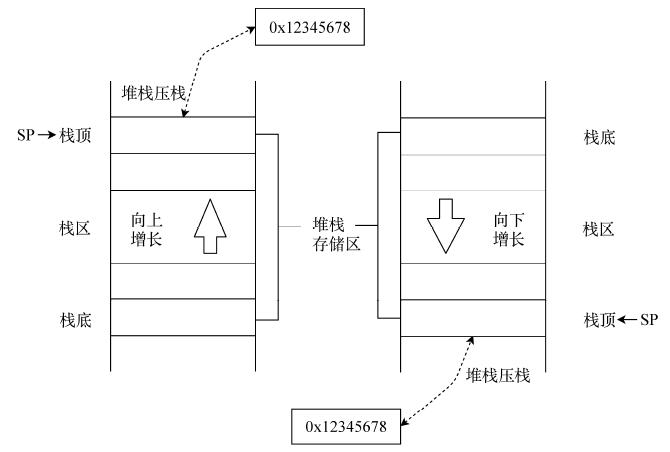 0x12345678
堆栈压栈
SP
栈顶
栈底
向上
增长
堆栈
存储区
向下
增长
栈区
栈区
栈底
栈顶
SP
堆栈压栈
0x12345678